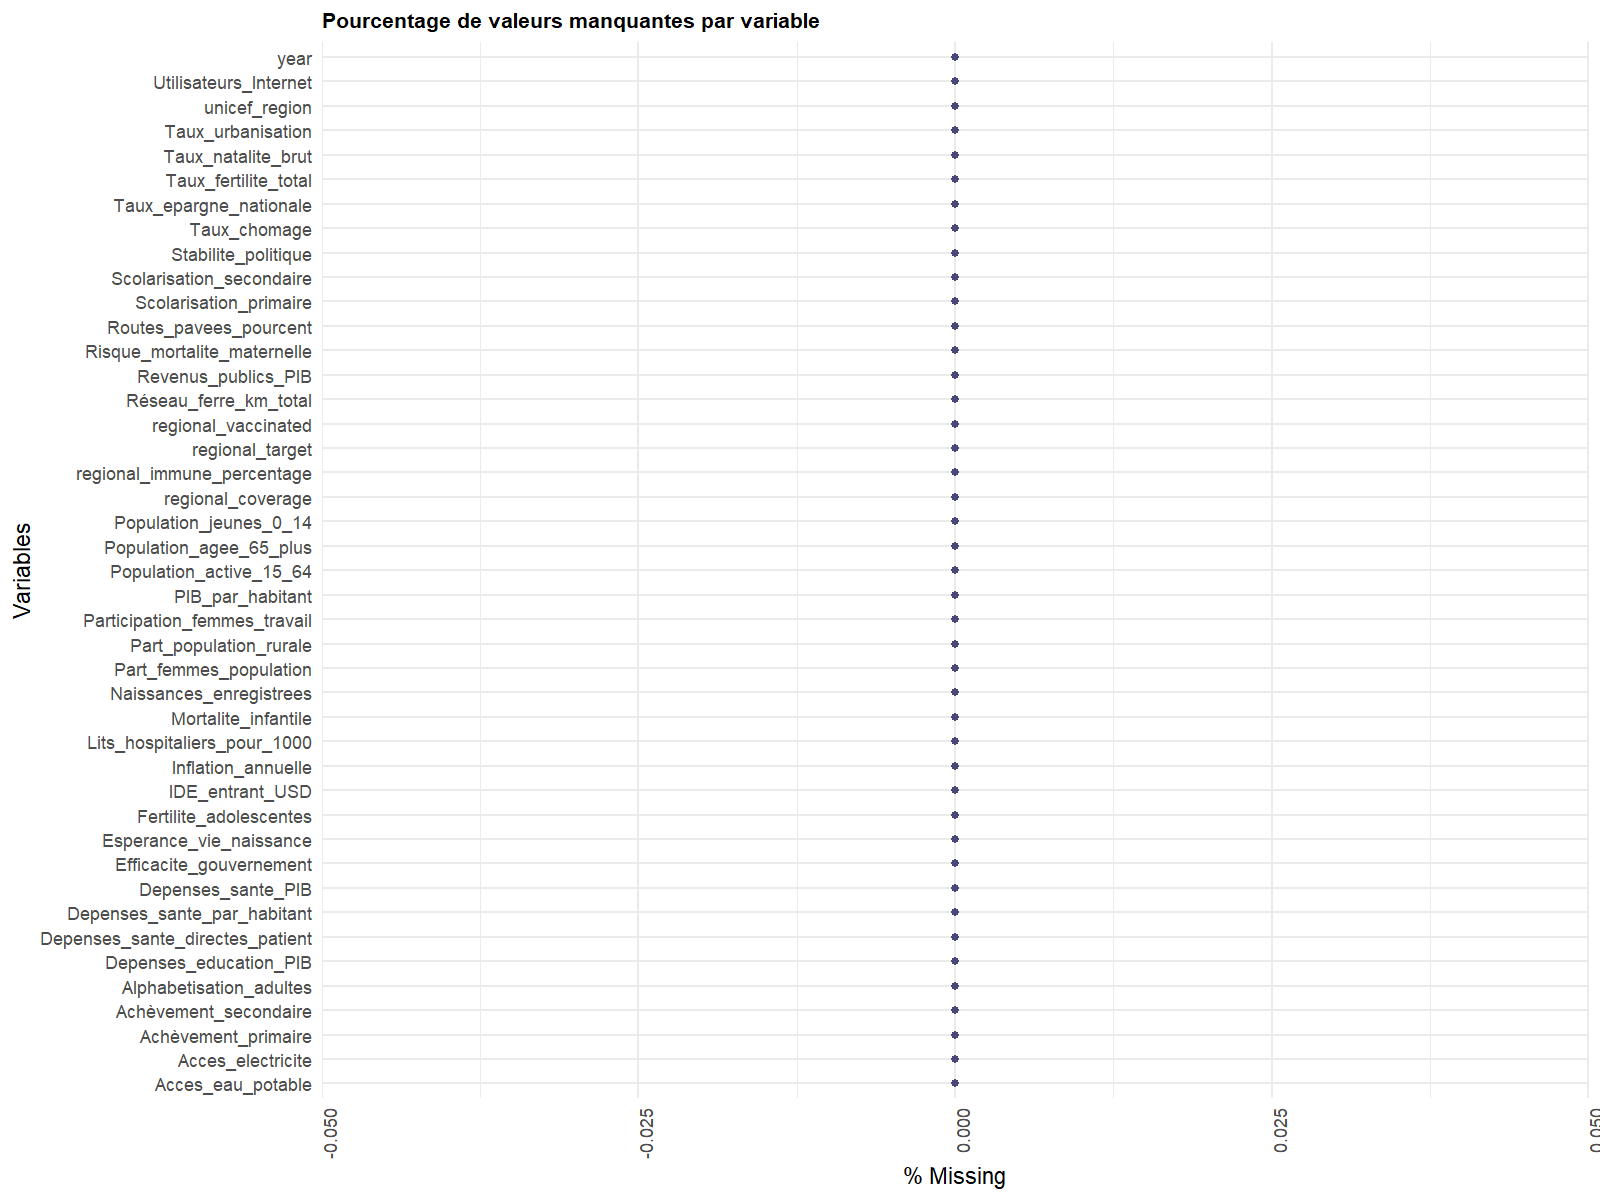 Pourcentage de valeurs manquantes par variable
year
Utilisateurs_Internet
unicef_region
Taux_urbanisation
Taux_natalite_brut
Taux_fertilite_total
Taux_epargne_nationale
Taux_chomage
Stabilite_politique
Scolarisation_secondaire
Scolarisation_primaire
Routes_pavees_pourcent
Risque_mortalite_maternelle
Revenus_publics_PIB
Réseau_ferre_km_total
regional_vaccinated
regional_target
regional_immune_percentage
regional_coverage
Population_jeunes_0_14
Population_agee_65_plus
Population_active_15_64
PIB_par_habitant
Participation_femmes_travail
Part_population_rurale
Part_femmes_population
Naissances_enregistrees
Mortalite_infantile
Lits_hospitaliers_pour_1000
Inflation_annuelle
IDE_entrant_USD
Fertilite_adolescentes
Esperance_vie_naissance
Efficacite_gouvernement
Depenses_sante_PIB
Depenses_sante_par_habitant
Depenses_sante_directes_patient
Depenses_education_PIB
Alphabetisation_adultes
Achèvement_secondaire
Achèvement_primaire
Acces_electricite
Acces_eau_potable
Variables
-0.050
-0.025
0.000
0.025
0.050
% Missing